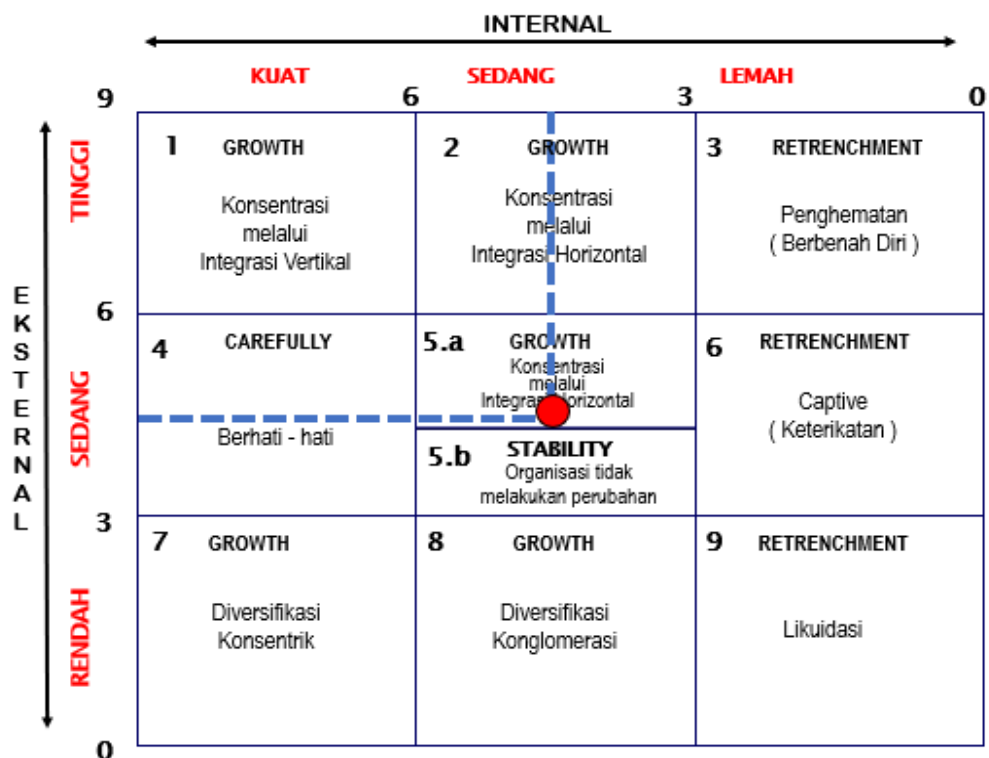 INTERNAL
KUAT SEDANG LEMAH
9 6 3 0
EKSTERNAL
TINGGI
1 GROWTH
Konsentrasi
melalui
Integrasi Vertikal
2 GROWTH
Konsentrasi
melalui
Integrasi Horizontal
3 RETRENCHMENT
Penghematan
( Berbenah Diri )
6
SEDANG
4 CAREFULLY
Berhati - hati
5.a GROWTH
Konsentrasi
melalui
Integrasi Horizontal
5.b STABILITY
Organisasi tidak
melakukan perubahan
6 RETRENCHMENT
Captive
( Keterikatan )
3
RENDAH
7 GROWTH
Diversifikasi
Konsentrik
8 GROWTH
Diversifikasi
Konglomerasi
9 RETRENCHMENT
Likuidasi
0